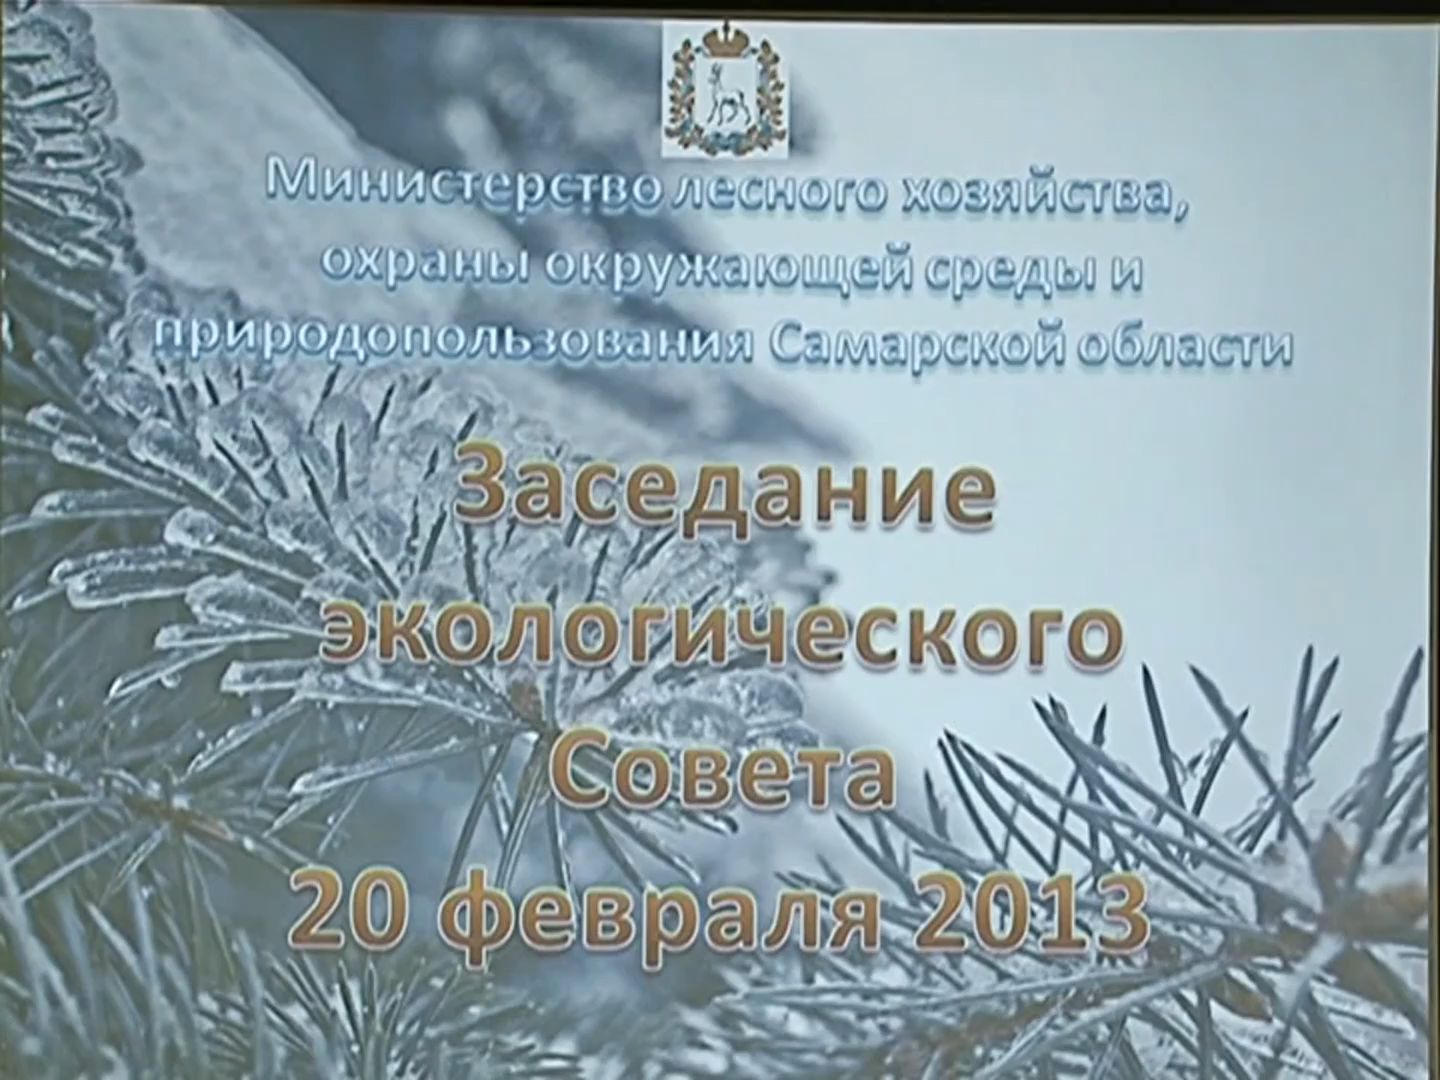 Министерство лесного хозяйства,
охраны окружающей среды и
природопользования Самарской области
Заседание
экологического
Совета
20 февраля 2013